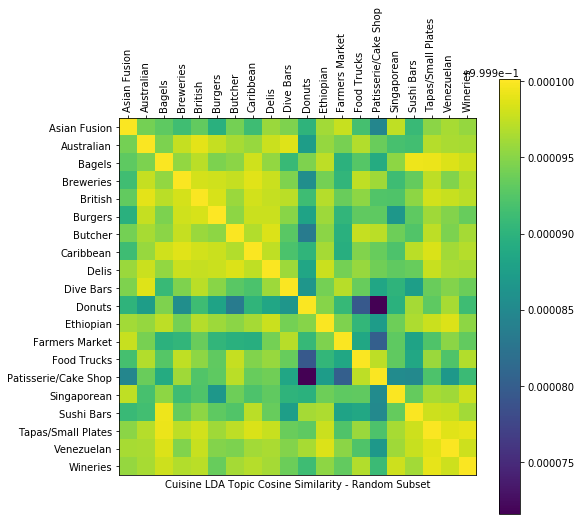 Asian Fusion
Australian
Bagels
Breweries
British
Burgers
Butcher
Caribbean
Delis
Dive Bars
Donuts
Ethiopian
Farmers Market
Food Trucks
Patisserie/Cake Shop
Singaporean
Sushi Bars
Tapas/Small Plates
Venezuelan
Wineries
+9.999e−1
Asian Fusion
Australian
Bagels
Breweries
British
Burgers
Butcher
Caribbean
Delis
Dive Bars
Donuts
Ethiopian
Farmers Market
Food Trucks
Patisserie/Cake Shop
Singaporean
Sushi Bars
Tapas/Small Plates
Venezuelan
Wineries
0.000100
0.000095
0.000090
0.000085
0.000080
0.000075
Cuisine LDA Topic Cosine Similarity - Random Subset